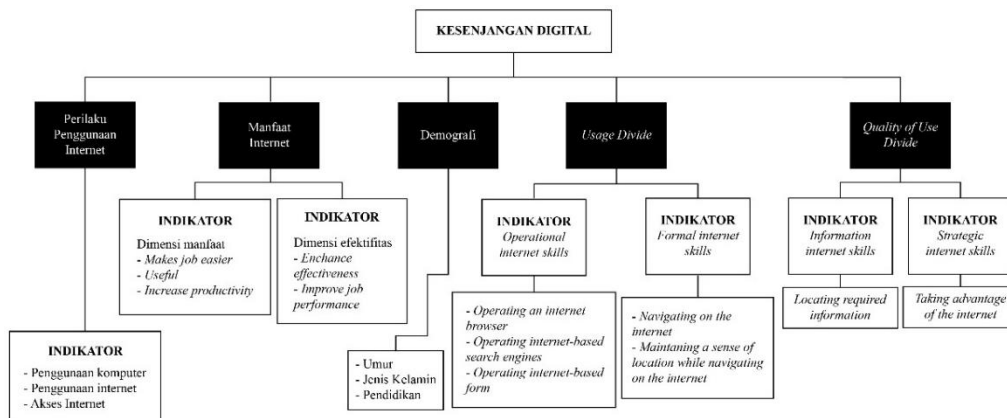 KESENJANGAN DIGITAL
Perilaku
Penggunaan
Internet
Manfaat
Internet
Demografi
Usage Divide
Quality of Use
Divide
INDIKATOR
Dimensi manfaat
- Makes job easier
- Useful
- Increase productivity
INDIKATOR
Dimensi efektifitas
- Enchance
effectiveness
- Improve job
performance
INDIKATOR
Operational
internet skills
INDIKATOR
Formal internet
skills
INDIKATOR
Information
internet skills
INDIKATOR
Strategic
internet skills
- Operating an internet
browser
- Operating internet-based
search engines
- Operating internet-based
form
- Navigating on the
internet
- Maintaning a sense of
location while navigating
on the internet
Locating required
information
Taking advantage
of the internet
INDIKATOR
- Penggunaan komputer
- Penggunaan internet
- Akses Internet
- Umur
- Jenis Kelamin
- Pendidikan